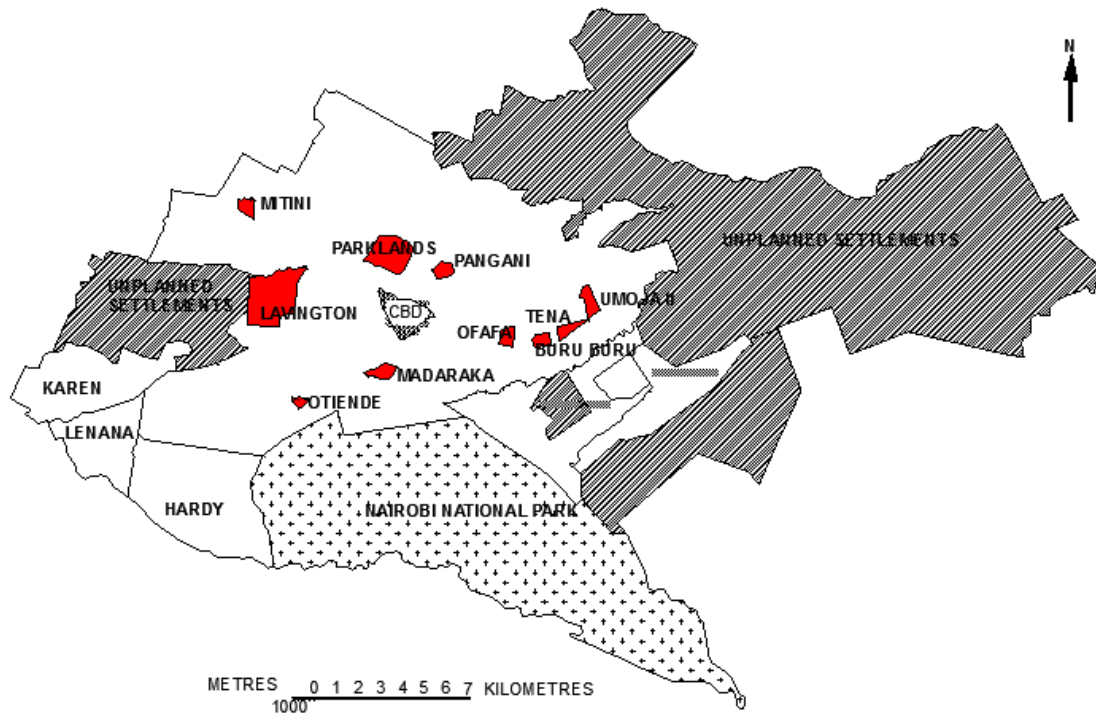 N
MITINI
PARKLANDS
PANGANI
UNPLANNED SETTLEMENTS
UNPLANNED
SETTLEMENTS
LAVINGTON
CBD
UMOJA II
TENA
OFAFA
BURU BURU
MADARAKA
KAREN
OTIENDE
LENANA
HARDY
NAIROBI NATIONAL PARK
METRES 0 1 2 3 4 5 6 7 KILOMETRES
1000